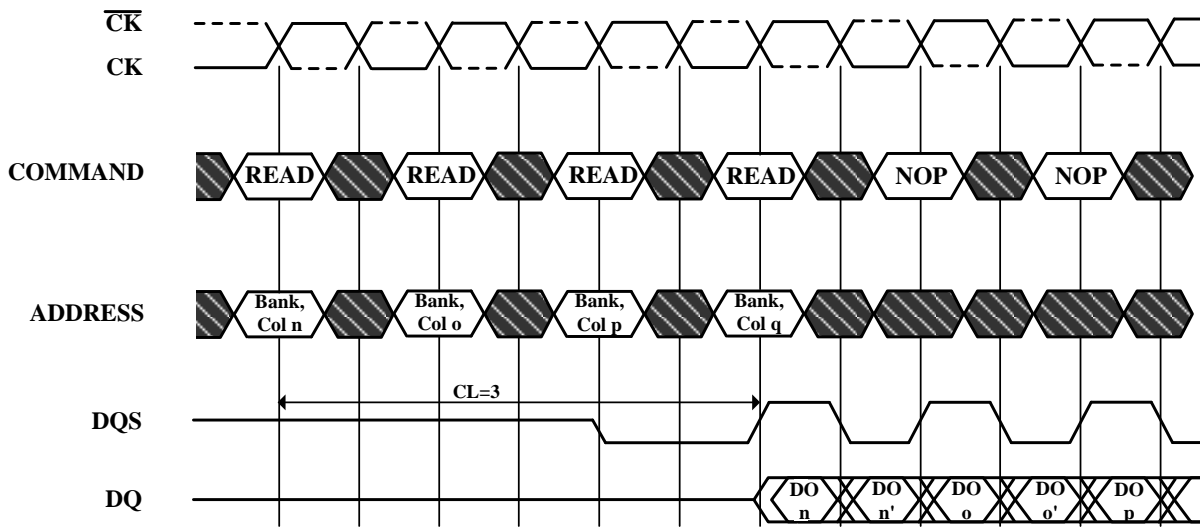 CK
CK
COMMAND
READ
READ
READ
READ
NOP
NOP
ADDRESS
Bank,
Col n
Bank,
Col o
Bank,
Col p
Bank,
Col q
CL=3
DQS
DQ
DO
n
DO
n'
DO
o
DO
o'
DO
p